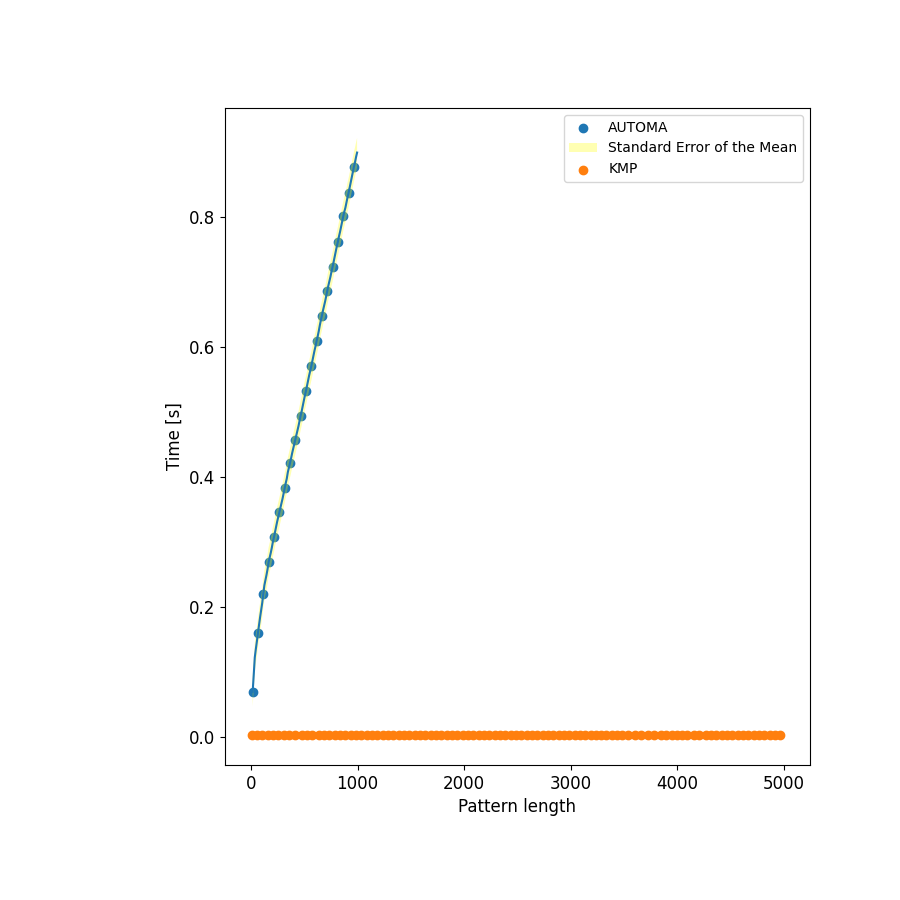 AUTOMA
Standard Error of the Mean
KMP
0.8
0.6
0.4
0.2
0.0
Time [s]
0 1000 2000 3000 4000 5000
Pattern length